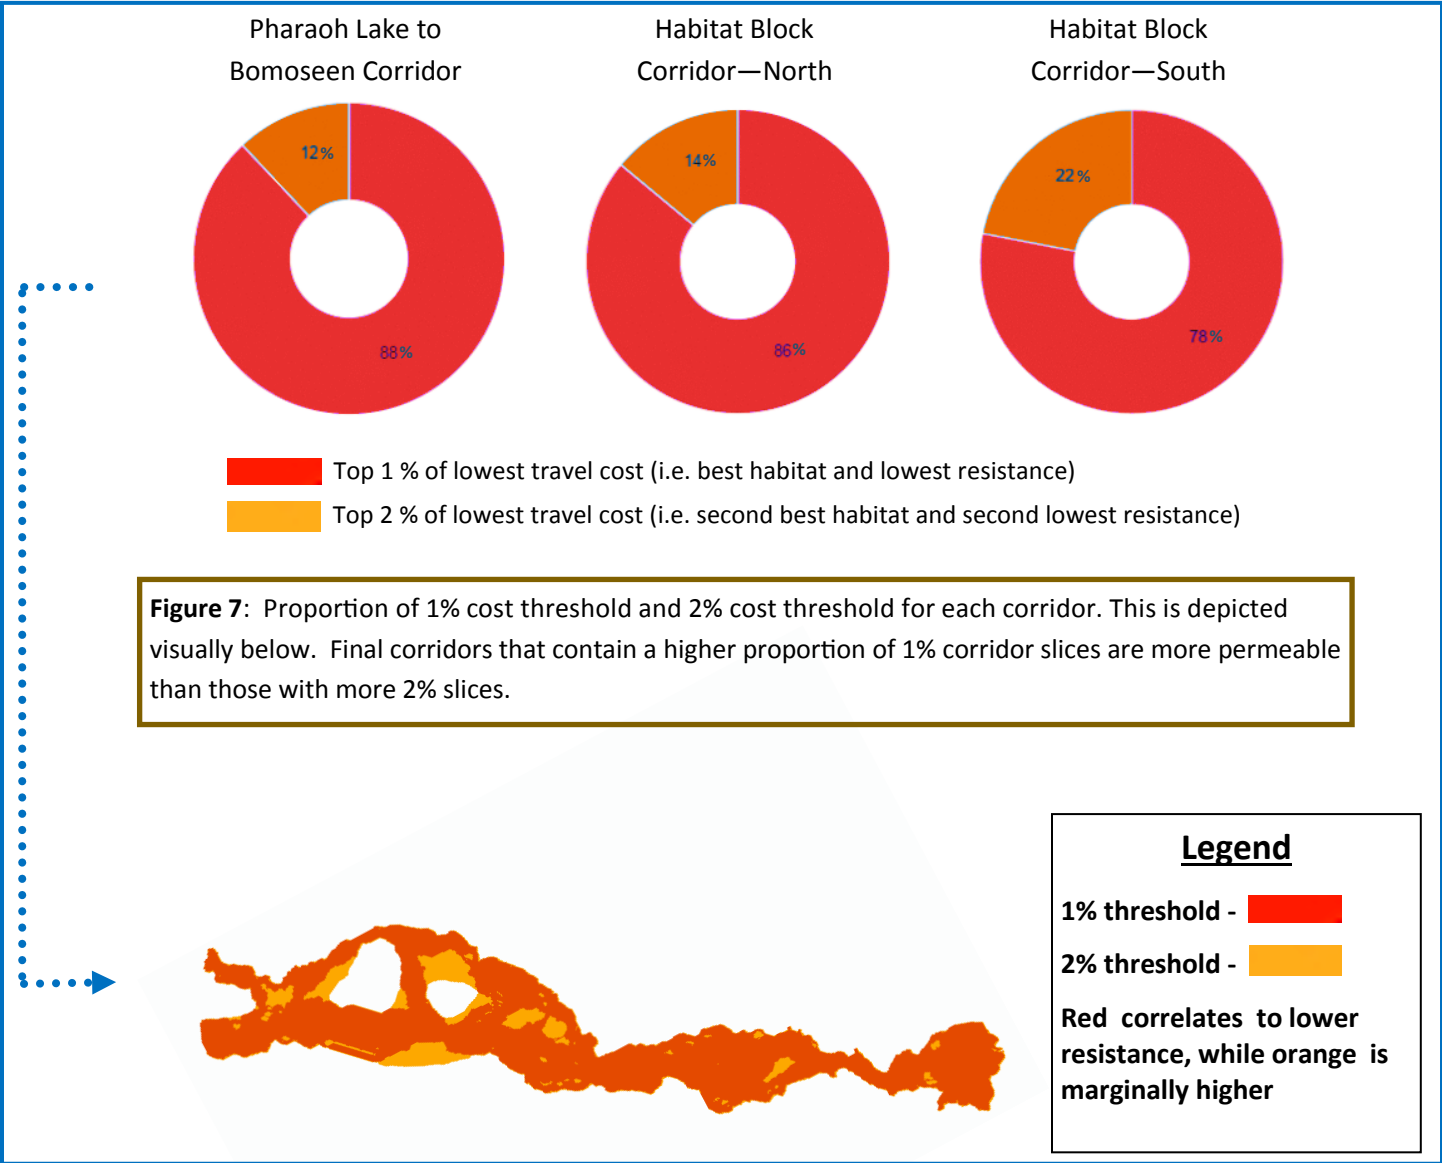 Pharaoh Lake to
Bomoseen Corridor
Habitat Block
Corridor—North
Habitat Block
Corridor—South
12%
88%
14%
86%
22%
78%
Top 1 % of lowest travel cost (i.e. best habitat and lowest resistance)
Top 2 % of lowest travel cost (i.e. second best habitat and second lowest resistance)
Figure 7: Proportion of 1% cost threshold and 2% cost threshold for each corridor. This is depicted
visually below. Final corridors that contain a higher proportion of 1% corridor slices are more permeable
than those with more 2% slices.
Legend
1% threshold -
2% threshold -
Red correlates to lower
resistance, while orange is
marginally higher